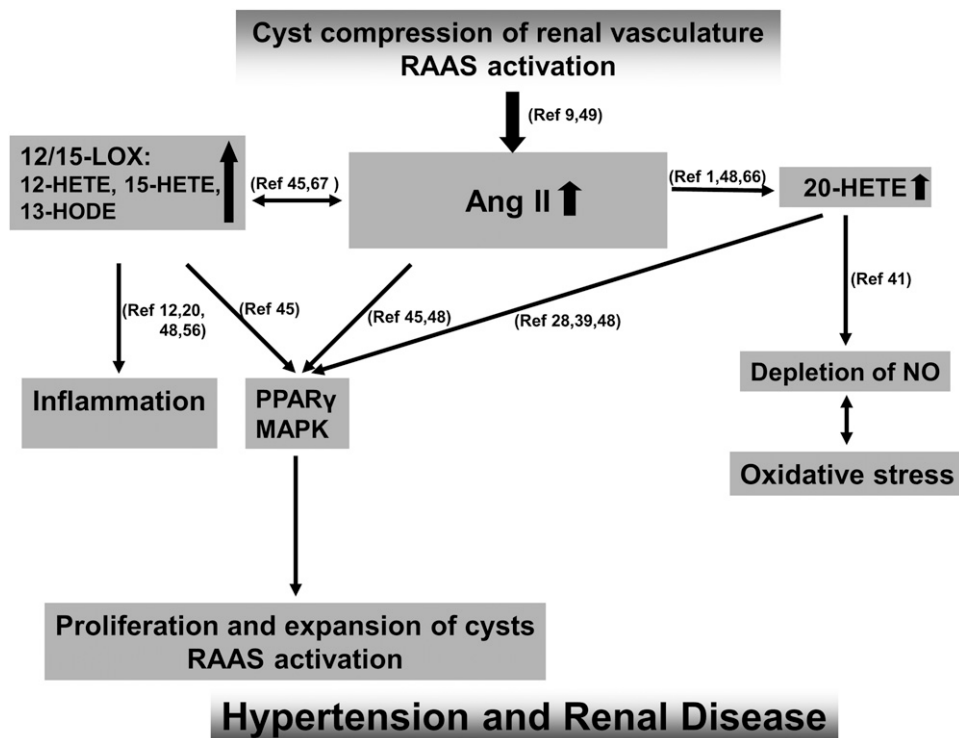 Cyst compression of renal vasculature
RAAS activation
(Ref 9,49)
12/15-LOX:
12-HETE, 15-HETE,
13-HODE
(Ref 45,67 )
Ang II
(Ref 1,48,66)
20-HETE
(Ref 12,20,
48,56)
(Ref 45)
(Ref 45,48)
(Ref 28,39,48)
(Ref 41)
Inflammation
PPARγ
MAPK
Depletion of NO
Oxidative stress
Proliferation and expansion of cysts
RAAS activation
Hypertension and Renal Disease